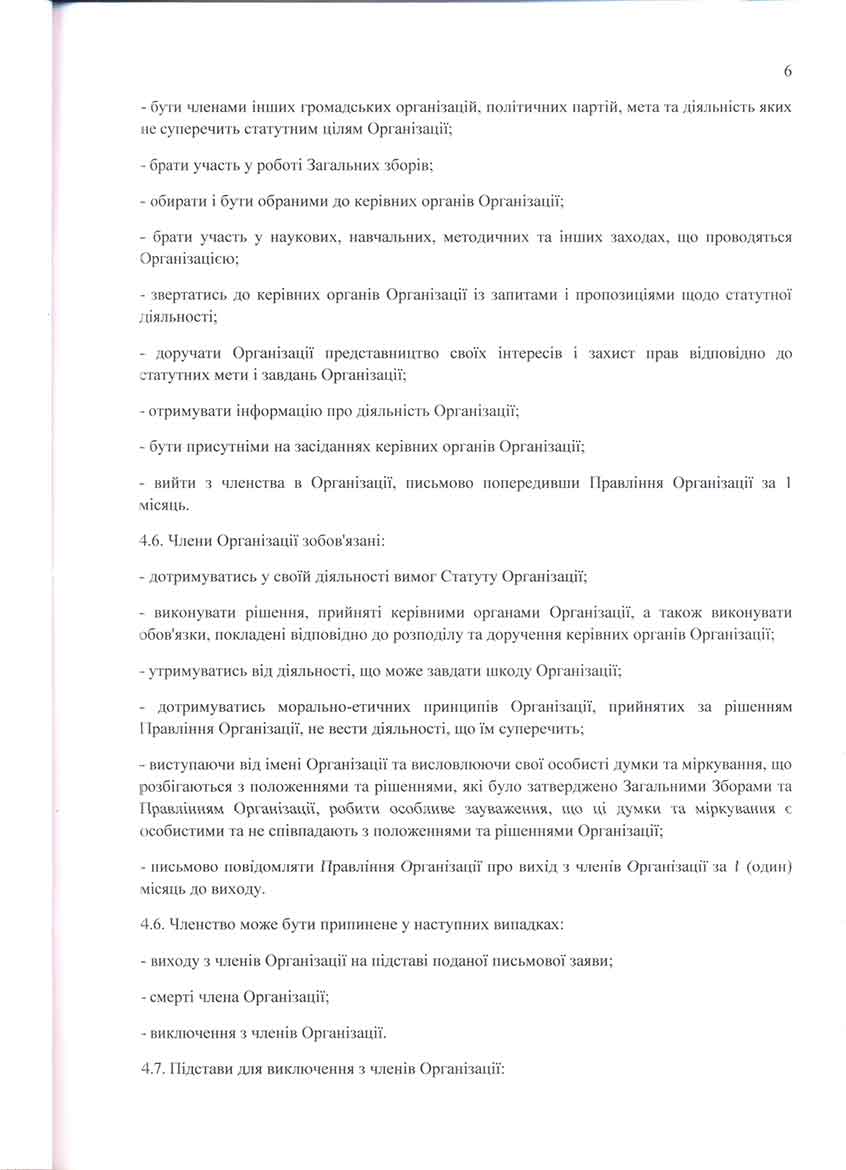 6
- бути членами інших громадських організацій, політичних партій, мета та діяльність яких
не суперечить статутним цілям Організації;
- брати участь у роботі Загальних зборів;
- обирати і бути обраними до керівних органів Організації;
- брати участь у наукових, навчальних, методичних та інших заходах, що проводяться
Організацією;
- звертатись до керівних органів Організації із запитами і пропозиціями щодо статутної
діяльності;
- доручати Організації представництво своїх інтересів і захист прав відповідно до
статутних мети і завдань Організації;
- отримувати інформацію про діяльність Організації;
- бути присутніми на засіданнях керівних органів Організації;
- вийти з членства в Організації, письмово попередивши Правління Організації за 1
місяць.
4.6. Члени Організації зобов'язані:
- дотримуватись у своїй діяльності вимог Статуту Організації;
- виконувати рішення, прийняті керівними органами Організації, а також виконувати
обов'язки, покладені відповідно до розподілу та доручення керівних органів Організації;
- утримуватись від діяльності, що може завдати шкоду Організації;
- дотримуватись морально-етичних принципів Організації, прийнятих за рішенням
Правління Організації, не вести діяльності, що їм суперечить;
- виступаючи від імені Організації та висловлюючи свої особисті думки та міркування, що
розбігаються з положеннями та рішеннями, які було затверджено Загальними Зборами та
Правлінням Організації, робити особливе зауваження, що ці думки та міркування є
особистими та не співпадають з положеннями та рішеннями Організації;
- письмово повідомляти Правління Організації про вихід з членів Організації за 1 (один)
місяць до виходу.
4.6. Членство може бути припинене у наступних випадках:
- виходу з членів Організації на підставі поданої письмової заяви;
- смерті члена Організації;
- виключення з членів Організації.
4.7. Підстави для виключення з членів Організації: